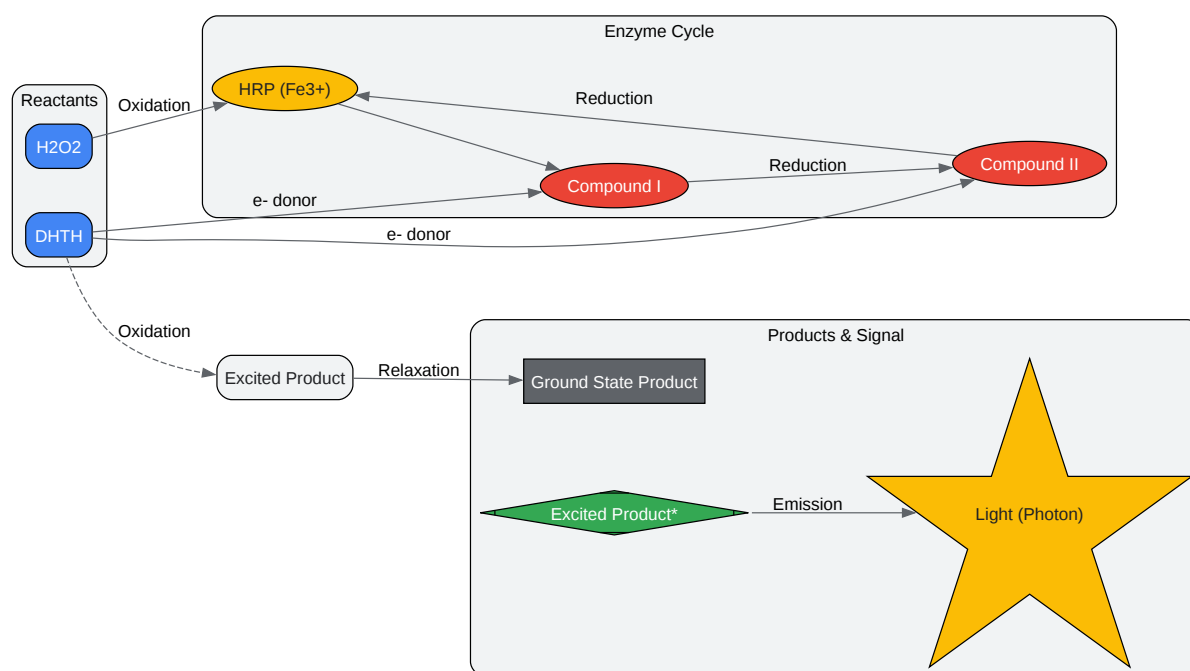 Enzyme Cycle
HRP (Fe3+)
Reactants
Oxidation
Reduction
H2O2
Compound II
Reduction
Compound I
e- donor
DHTH
e- donor
Oxidation
Products & Signal
Excited Product
Relaxation
Ground State Product
Excited Product*
Emission
Light (Photon)